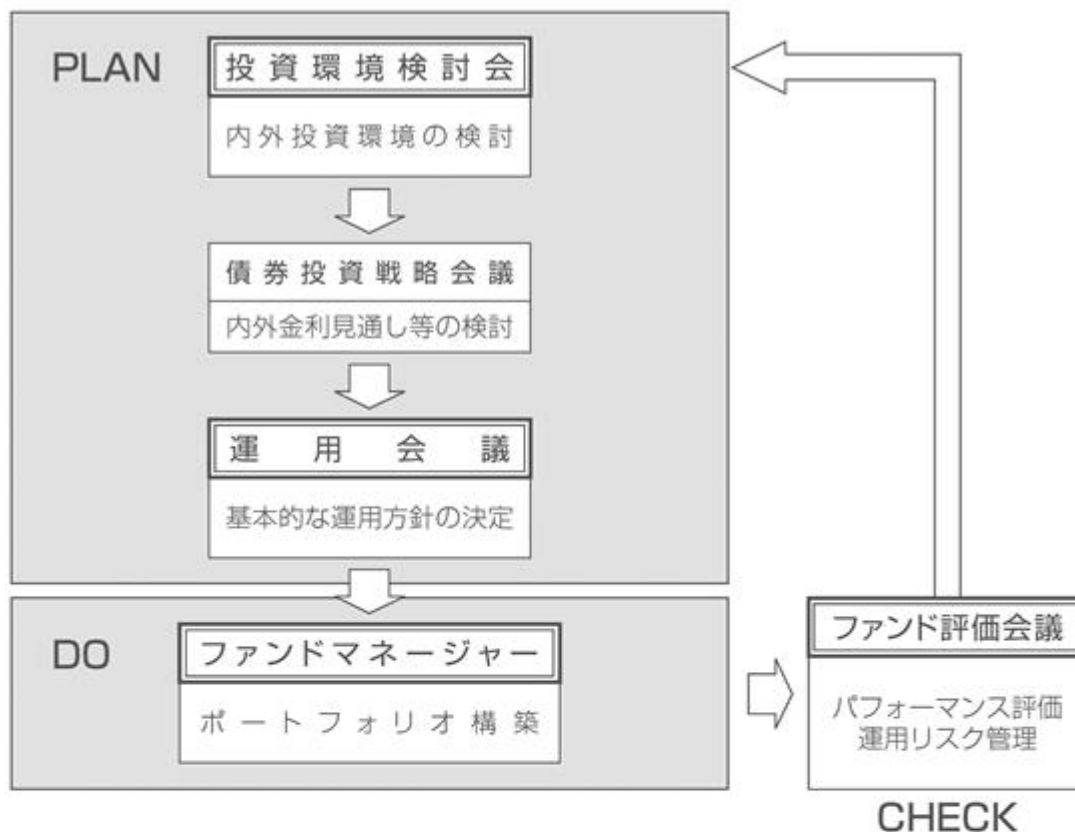 PLAN
投資環境検討会
内外投資環境の検討
債券投資戦略会議
内外金利見通し等の検討
運用会議
基本的な運用方針の決定
DO
ファンドマネージャー
ポートフォリオ構築
ファンド評価会議
パフォーマンス評価
運用リスク管理
CHECK